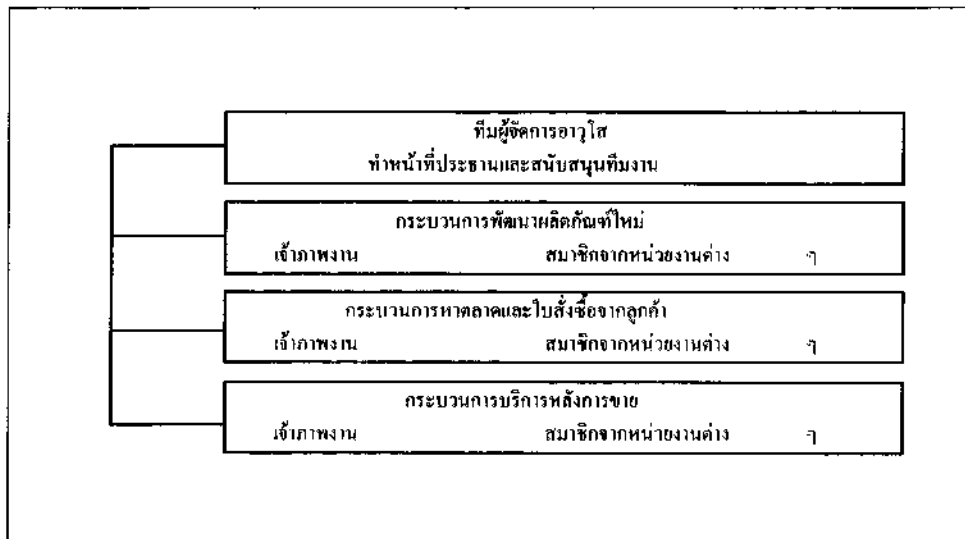 ทีมผู้จัดการอาวุโส
ทำหน้าที่ประธานและสนับสนุนทีมงาน
กระบวนการพัฒนาผลิตภัณฑ์ใหม่
เจ้าภาพงาน สมาชิกจากหน่วยงานต่าง ๆ
กระบวนการหาตลาดและใบสั่งซื้อจากลูกค้า
เจ้าภาพงาน สมาชิกจากหน่วยงานต่าง ๆ
กระบวนการบริการหลังการขาย
เจ้าภาพงาน สมาชิกจากหน่วยงานต่าง ๆ